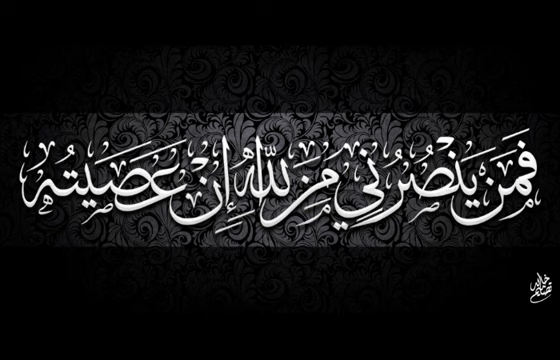 فَمَن يَنصُرُنِي مِنَ اللَّهِ إِنْ عَصَيْتُهُ